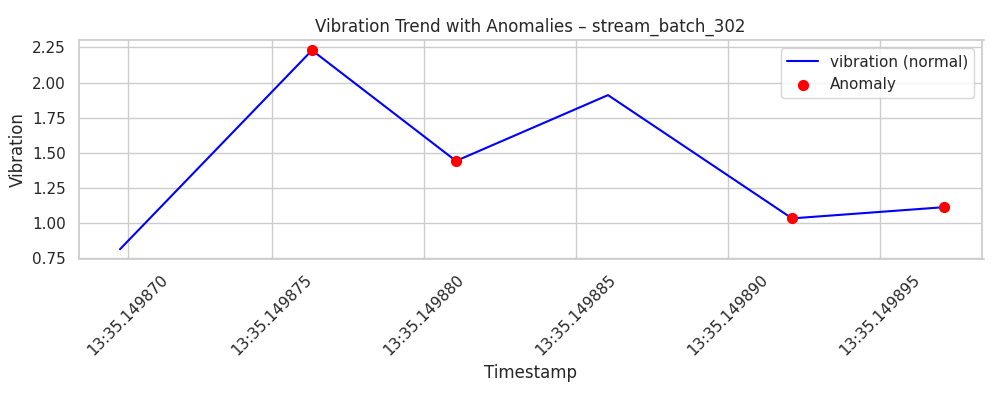 Vibration Trend with Anomalies – stream_batch_302
vibration (normal)
Anomaly
Vibration
2.25
2.00
1.75
1.50
1.25
1.00
0.75
13:35.149870
13:35.149875
13:35.149880
13:35.149885
13:35.149890
13:35.149895
Timestamp